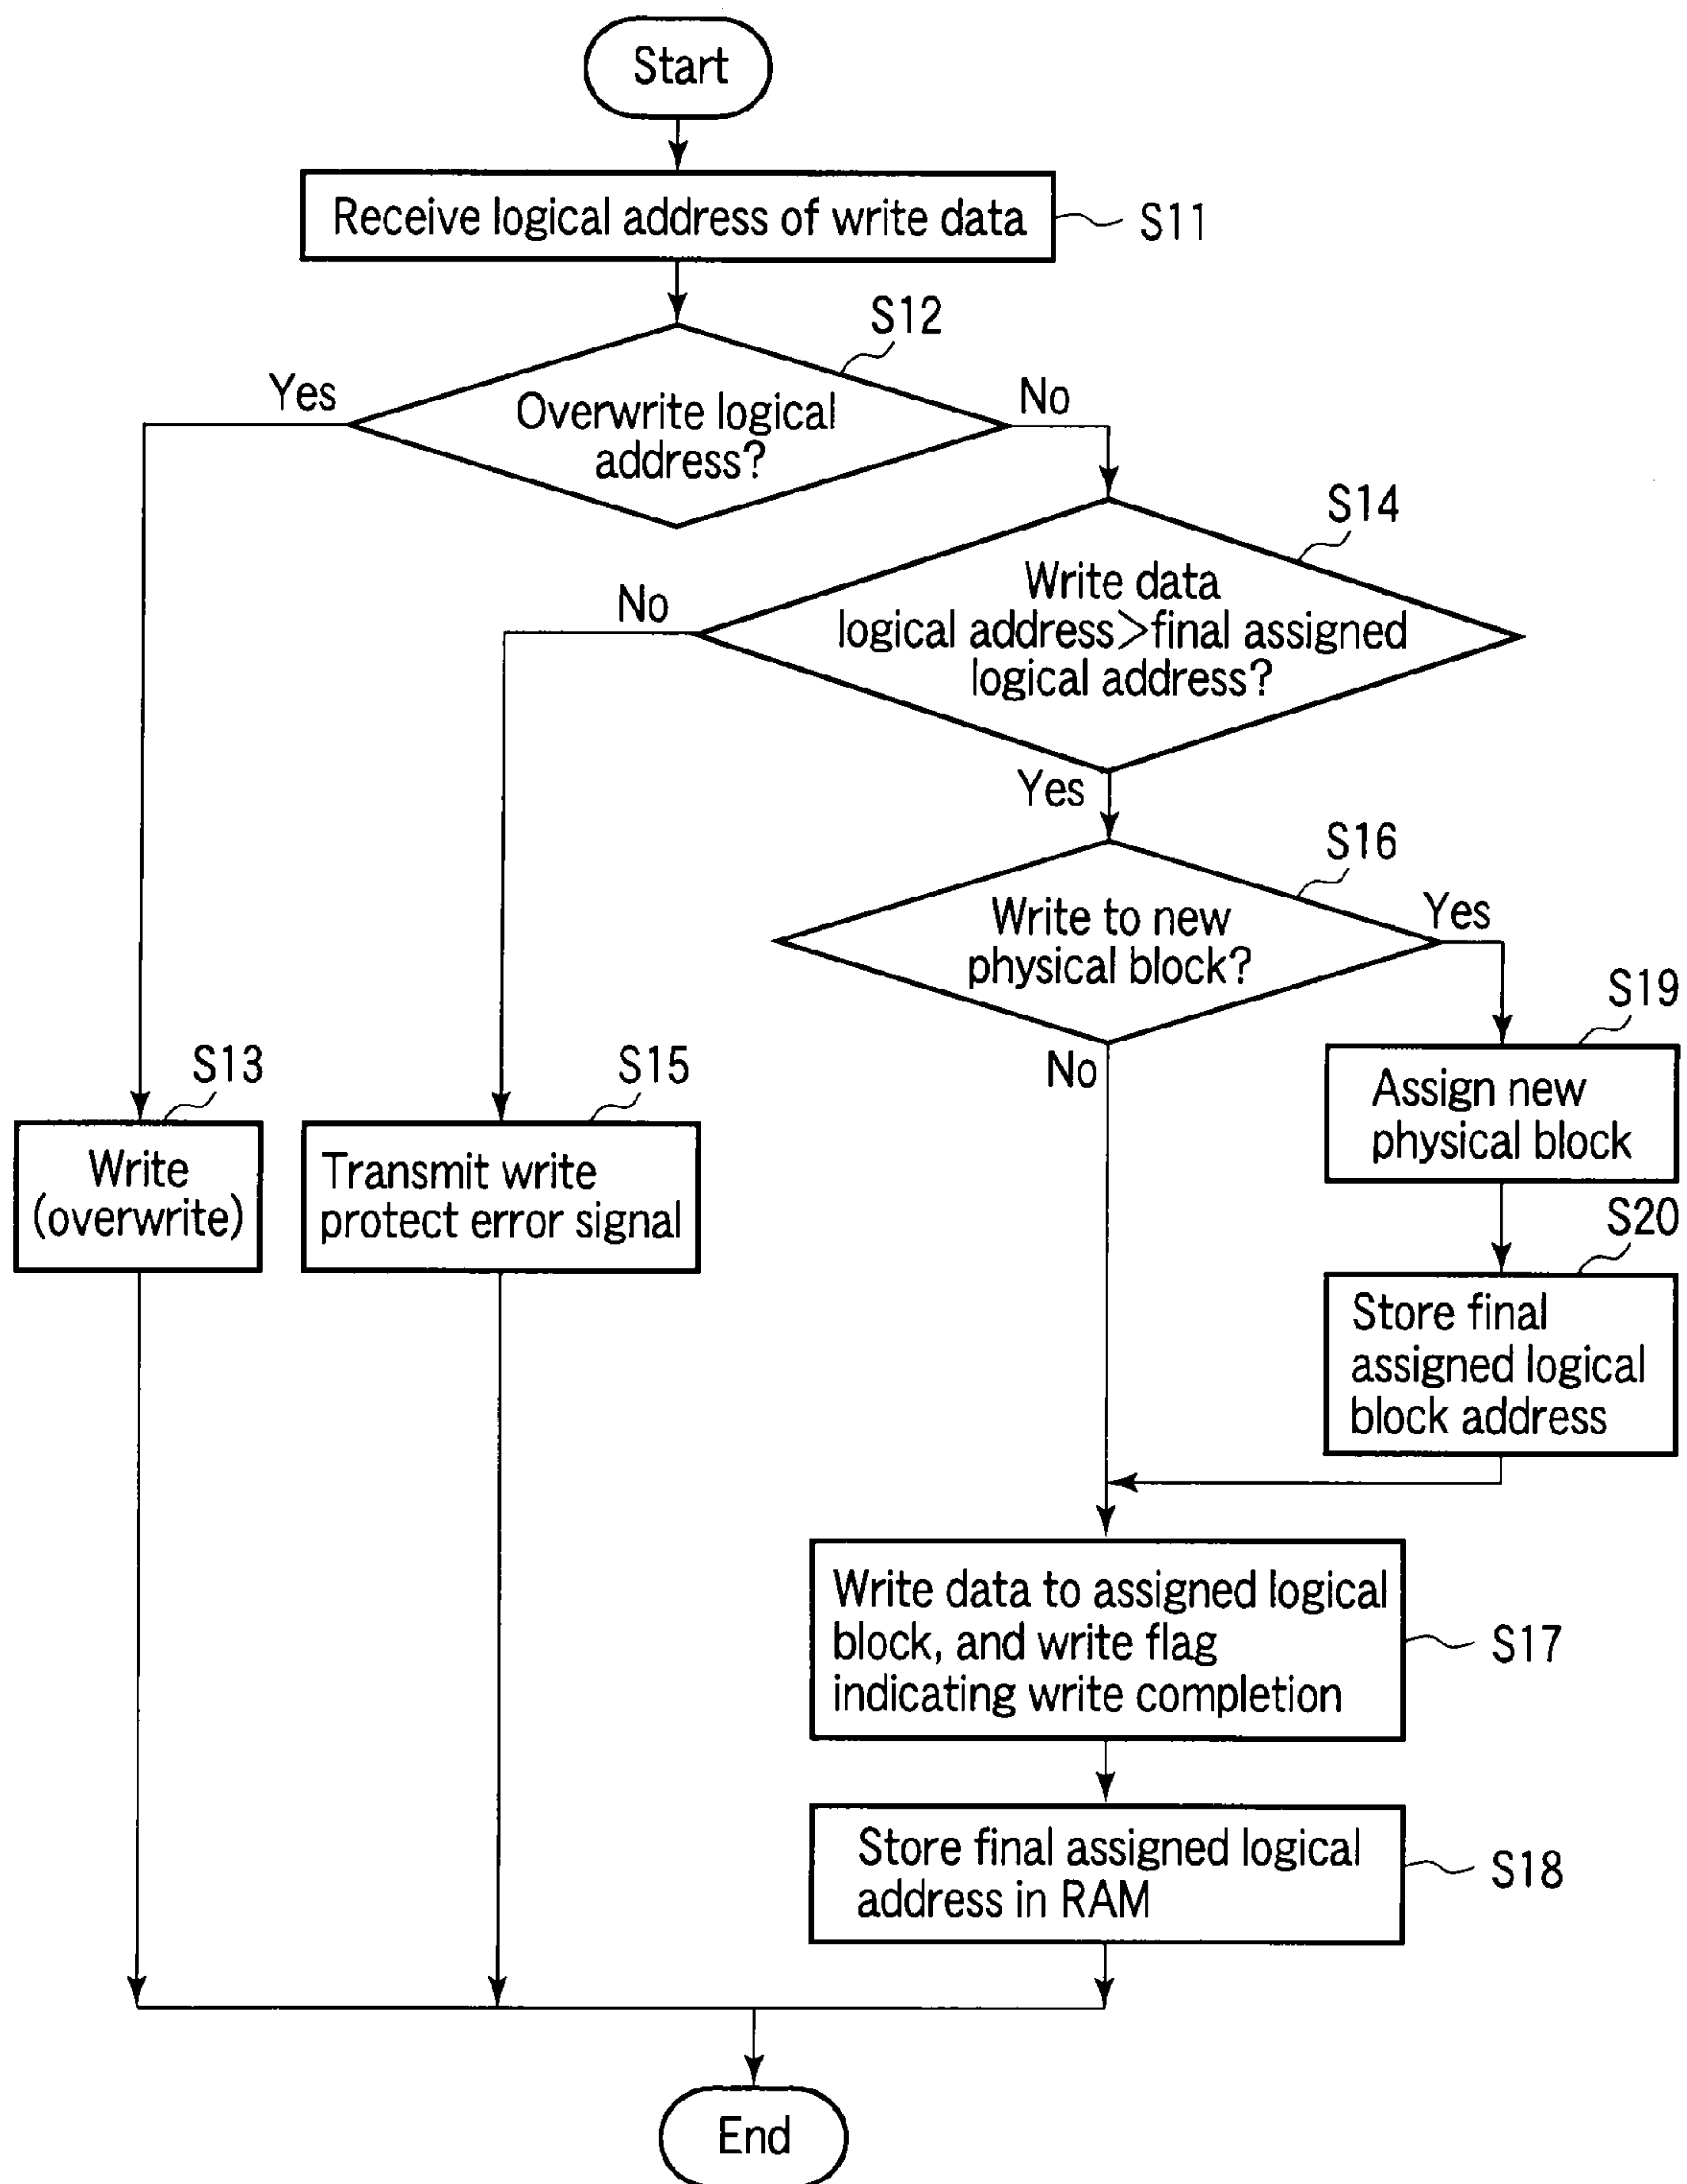 Start
Receive logical address of write data
S11
S12
Yes
No
Overwrite logical
address?
S14
No
Write data
logical address>final assigned
logical address?
Yes
S16
Yes
Write to new
physical block?
No
S19
Assign new
physical block
S13
Write
(overwrite)
S15
Transmit write
protect error signal
S20
Store final
assigned logical
block address
Write data to assigned logical
block, and write flag
indicating write completion
S17
Store final assigned logical
address in RAM
S18
End